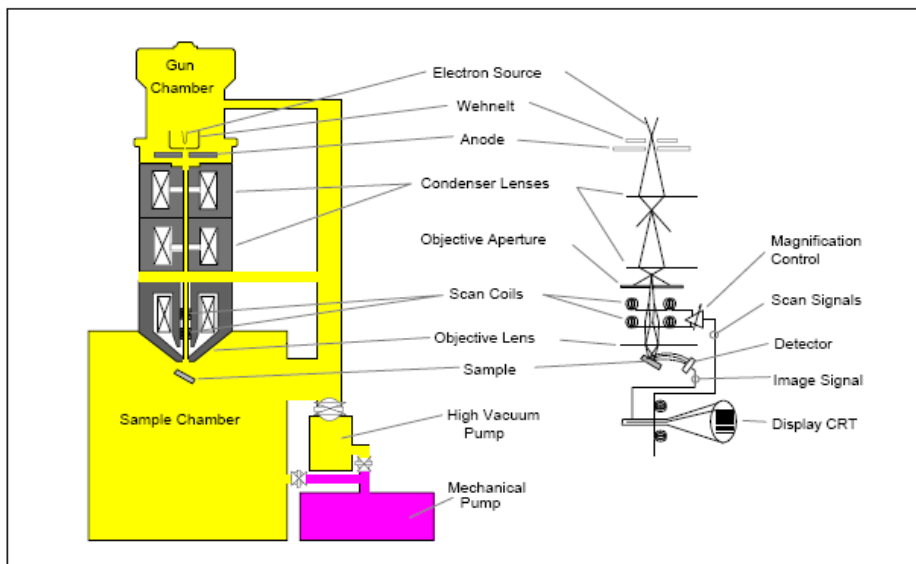 Gun
Chamber
Electron Source
Wehnelt
Anode
Condenser Lenses
Objective Aperture
Magnification
Control
Scan Coils
Scan Signals
Objective Lens
Detector
Sample
Image Signal
Sample Chamber
High Vacuum
Pump
Display CRT
Mechanical
Pump